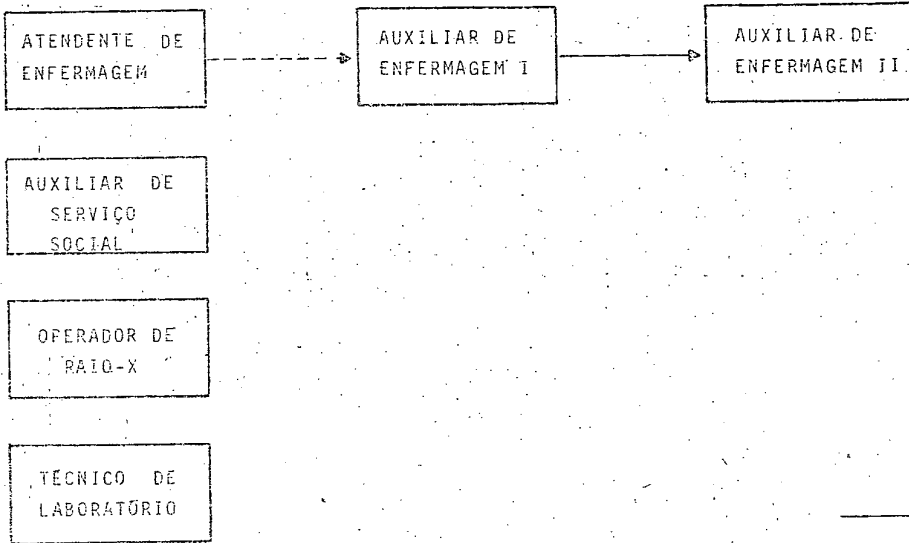 ATENDENTE DE
ENFERMAGEM
AUXILIAR DE
ENFERMAGEM I
AUXILIAR DE
ENFERMAGEM II
AUXILIAR DE
SERVIÇO
SOCIAL
OPERADOR DE
RAIO-X
TÉCNICO DE
LABORATÓRIO